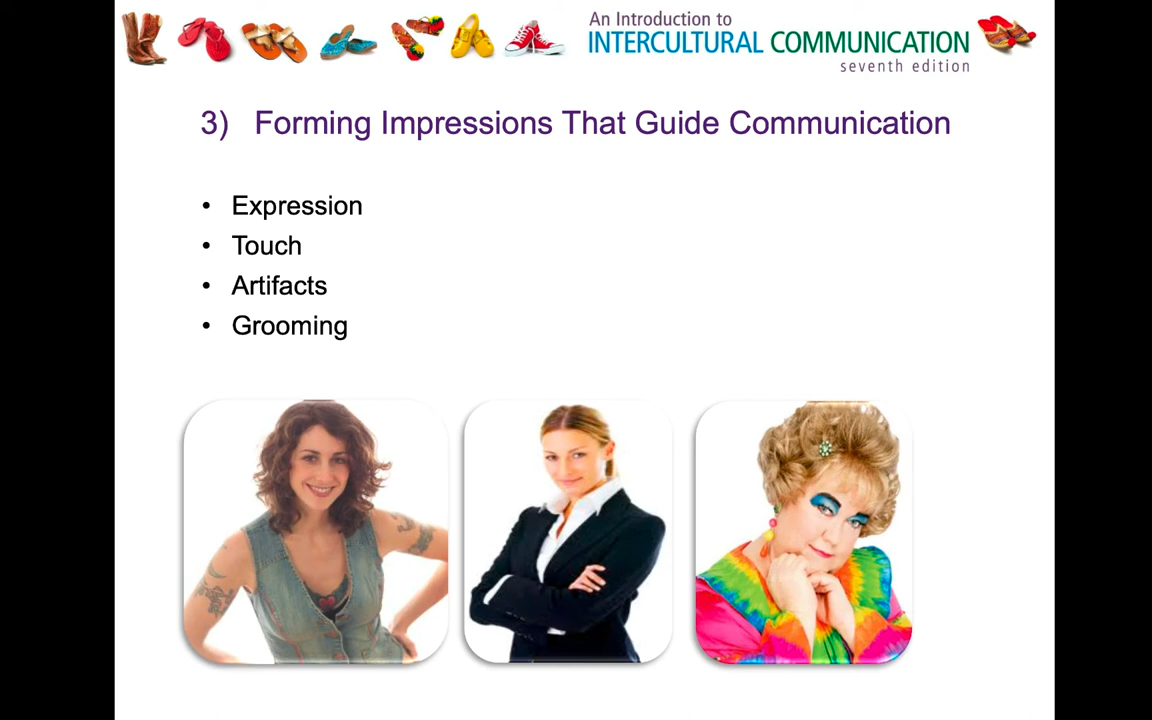 An Introduction to
INTERCULTURAL COMMUNICATION
seventh edition
3) Forming Impressions That Guide Communication
• Expression
• Touch
• Artifacts
• Grooming